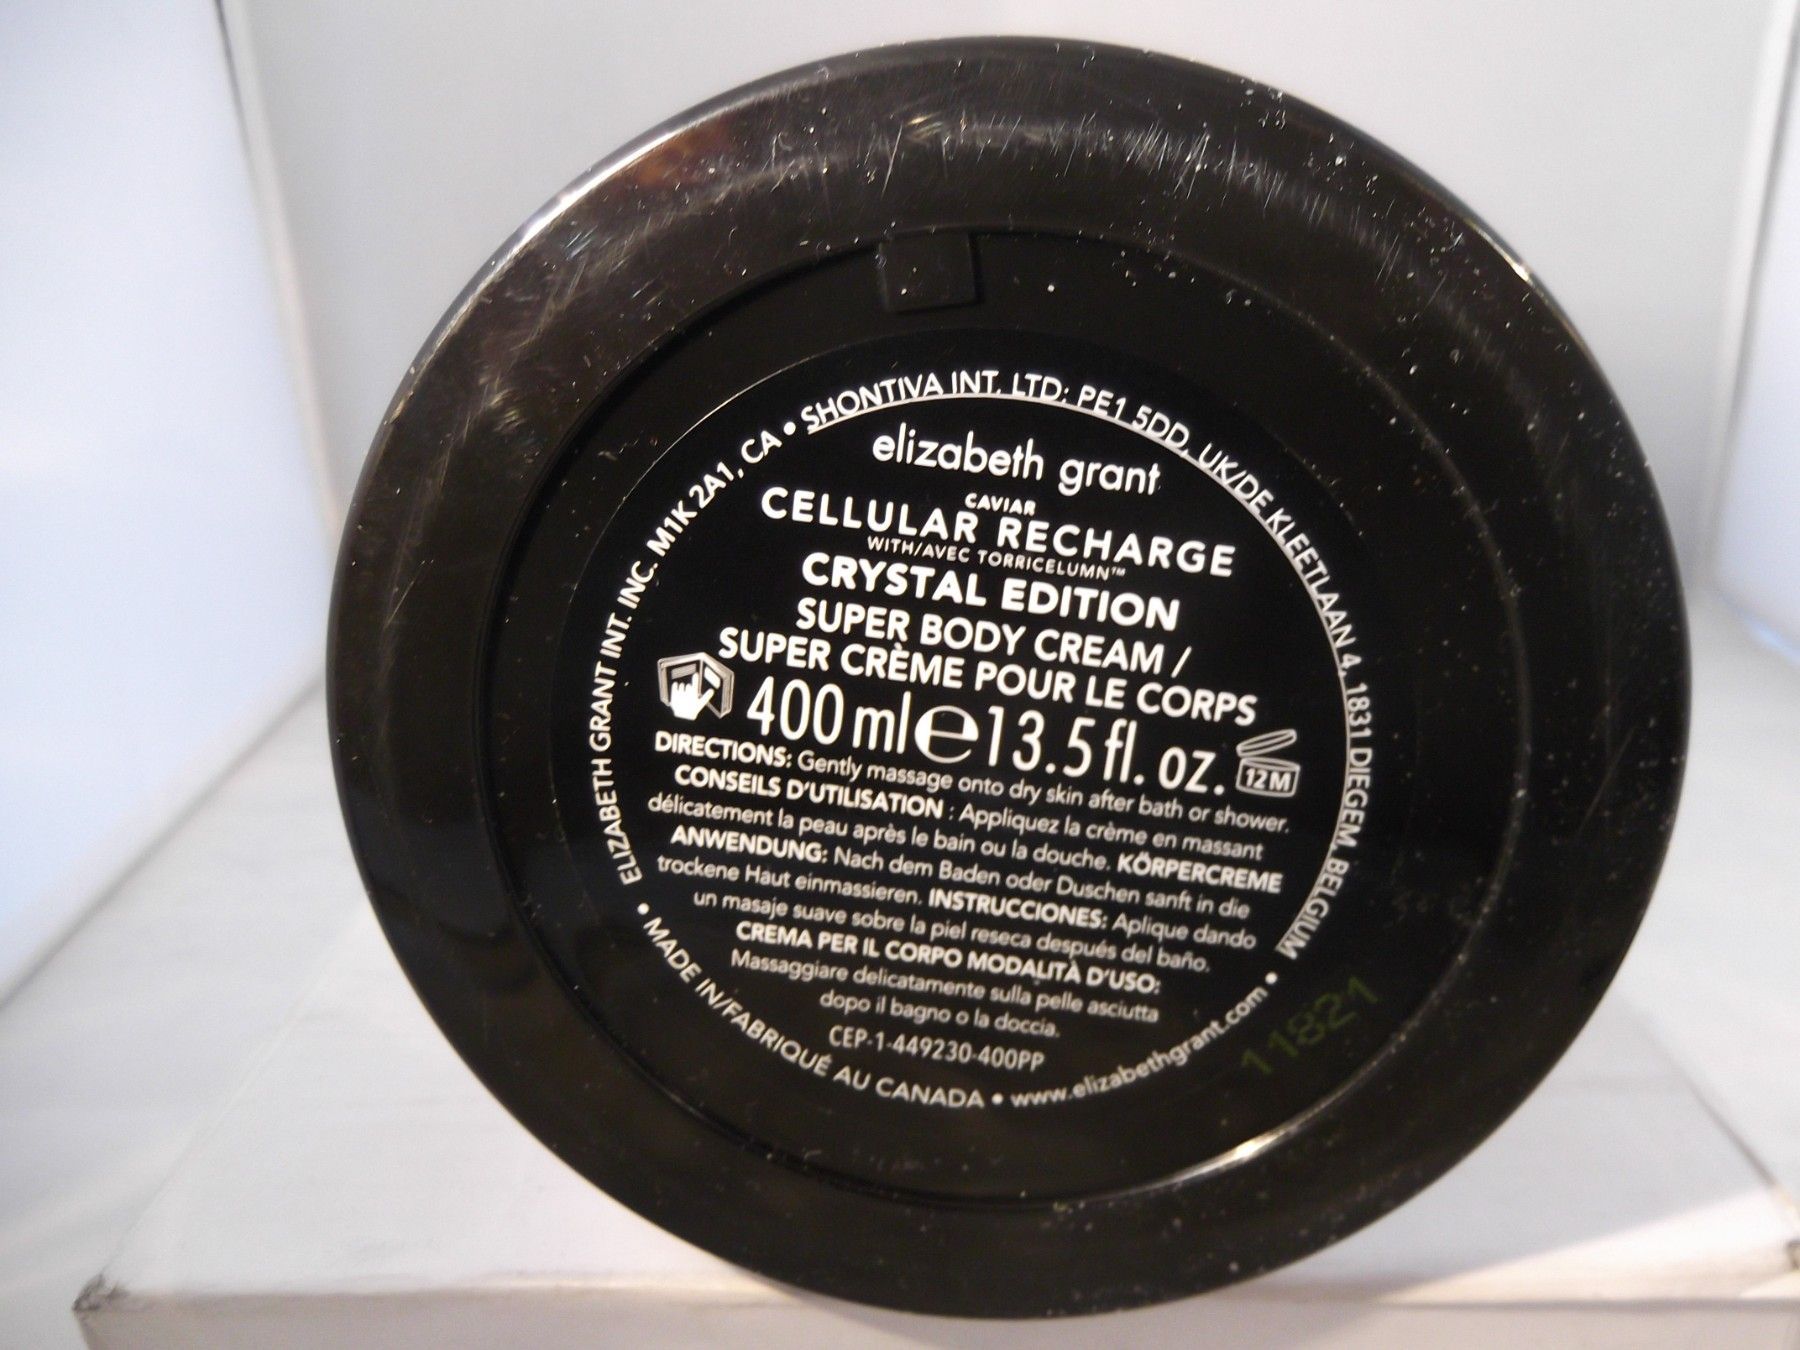 ELIZABETH GRANT INT. INC. M1K 2A1, CA • SHONTIVA INT. LTD: PE1 5DD, UK/DE KLEETLAAN 4, 1831 DIEGEM, BELGIUM
elizabeth grant
CAVIAR
CELLULAR RECHARGE
WITH/AVEC TORRICELUMN™
CRYSTAL EDITION
SUPER BODY CREAM /
SUPER CRÈME POUR LE CORPS
400 ml e 13.5 fl. oz.
12 M
DIRECTIONS: Gently massage onto dry skin after bath or shower.
CONSEILS D'UTILISATION : Appliquez la crème en massant
délicatement la peau après le bain ou la douche. KÖRPERCREME
ANWENDUNG: Nach dem Baden oder Duschen sanft in die
trockene Haut einmassieren. INSTRUCCIONES: Aplique dando
un masaje suave sobre la piel reseca después del baño.
CREMA PER IL CORPO MODALITÀ D'USO:
Massaggiare delicatamente sulla pelle asciutta
dopo il bagno o la doccia.
CEP-1-449230-400PP
• MADE IN/FABRIQUÉ AU CANADA • www.elizabethgrant.com •
11821